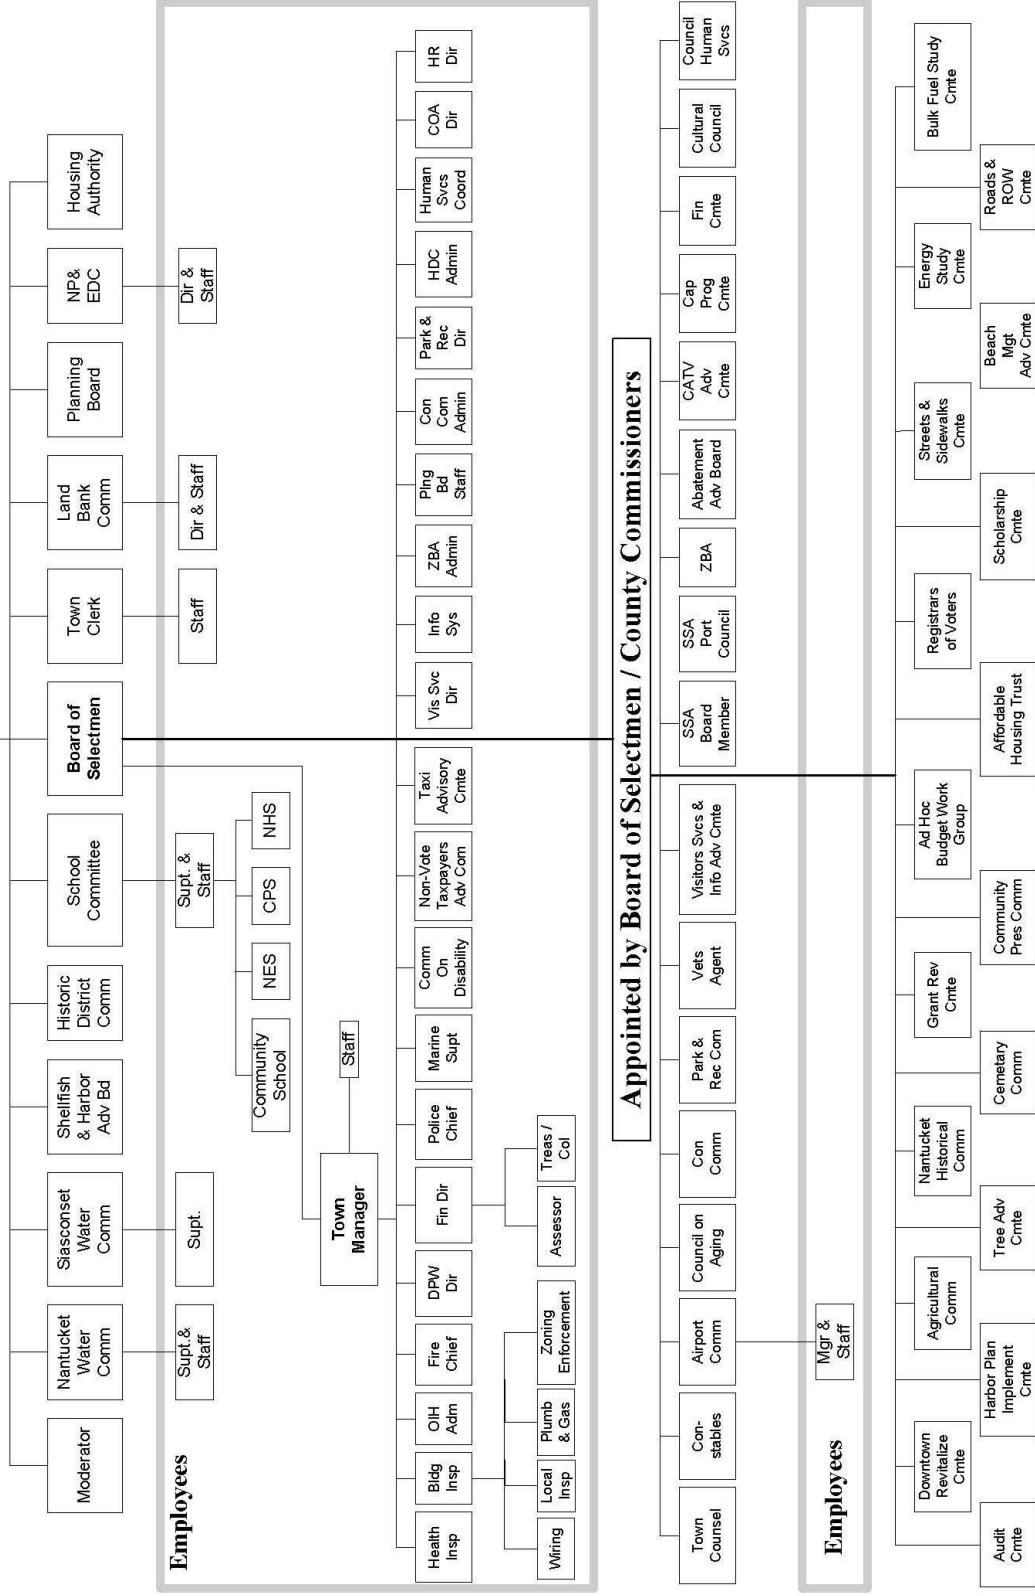 Moderator
Nantucket
Water
Comm
Siasconset
Water
Comm
Shellfish
& Harbor
Adv Bd
Historic
District
Comm
School
Committee
Board of
Selectmen
Town
Clerk
Land
Bank
Comm
Planning
Board
NP&
EDC
Housing
Authority
Employees
Supt.&
Staff
Supt.
Supt. &
Staff
Staff
Dir & Staff
Dir &
Staff
Community
School
NES
CPS
NHS
Town
Manager
Staff
Health
Insp
Bldg
Insp
OIH
Adm
Fire
Chief
DPW
Dir
Fin Dir
Police
Chief
Marine
Supt
Comm
On
Disability
Non-Vote
Taxpayers
Adv Com
Taxi
Advisory
Cmte
Vis Svc
Dir
Info
Sys
ZBA
Admin
Plng
Bd
Staff
Con
Com
Admin
Park &
Rec
Dir
HDC
Admin
Human
Svcs
Coord
COA
Dir
HR
Dir
Wiring
Local
Insp
Plumb
& Gas
Zoning
Enforcement
Assessor
Treas /
Col
Appointed by Board of Selectmen / County Commissioners
Town
Counsel
Con-
stables
Airport
Comm
Council on
Aging
Con
Comm
Park &
Rec Com
Vets
Agent
Visitors Svcs &
Info Adv Cmte
SSA
Board
Member
SSA
Port
Council
ZBA
Abatement
Adv Board
CATV
Adv
Cmte
Cap
Prog
Cmte
Fin
Cmte
Cultural
Council
Council
Human
Svcs
Employees
Mgr &
Staff
Downtown
Revitalize
Cmte
Agricultural
Comm
Nantucket
Historical
Comm
Grant Rev
Cmte
Ad Hoc
Budget Work
Group
Registrars
of Voters
Streets &
Sidewalks
Cmte
Energy
Study
Cmte
Bulk Fuel Study
Cmte
Audit
Cmte
Harbor Plan
Implement
Cmte
Tree Adv
Cmte
Cemetary
Comm
Community
Pres Comm
Affordable
Housing Trust
Scholarship
Cmte
Beach
Mgt
Adv Cmte
Roads &
ROW
Cmte